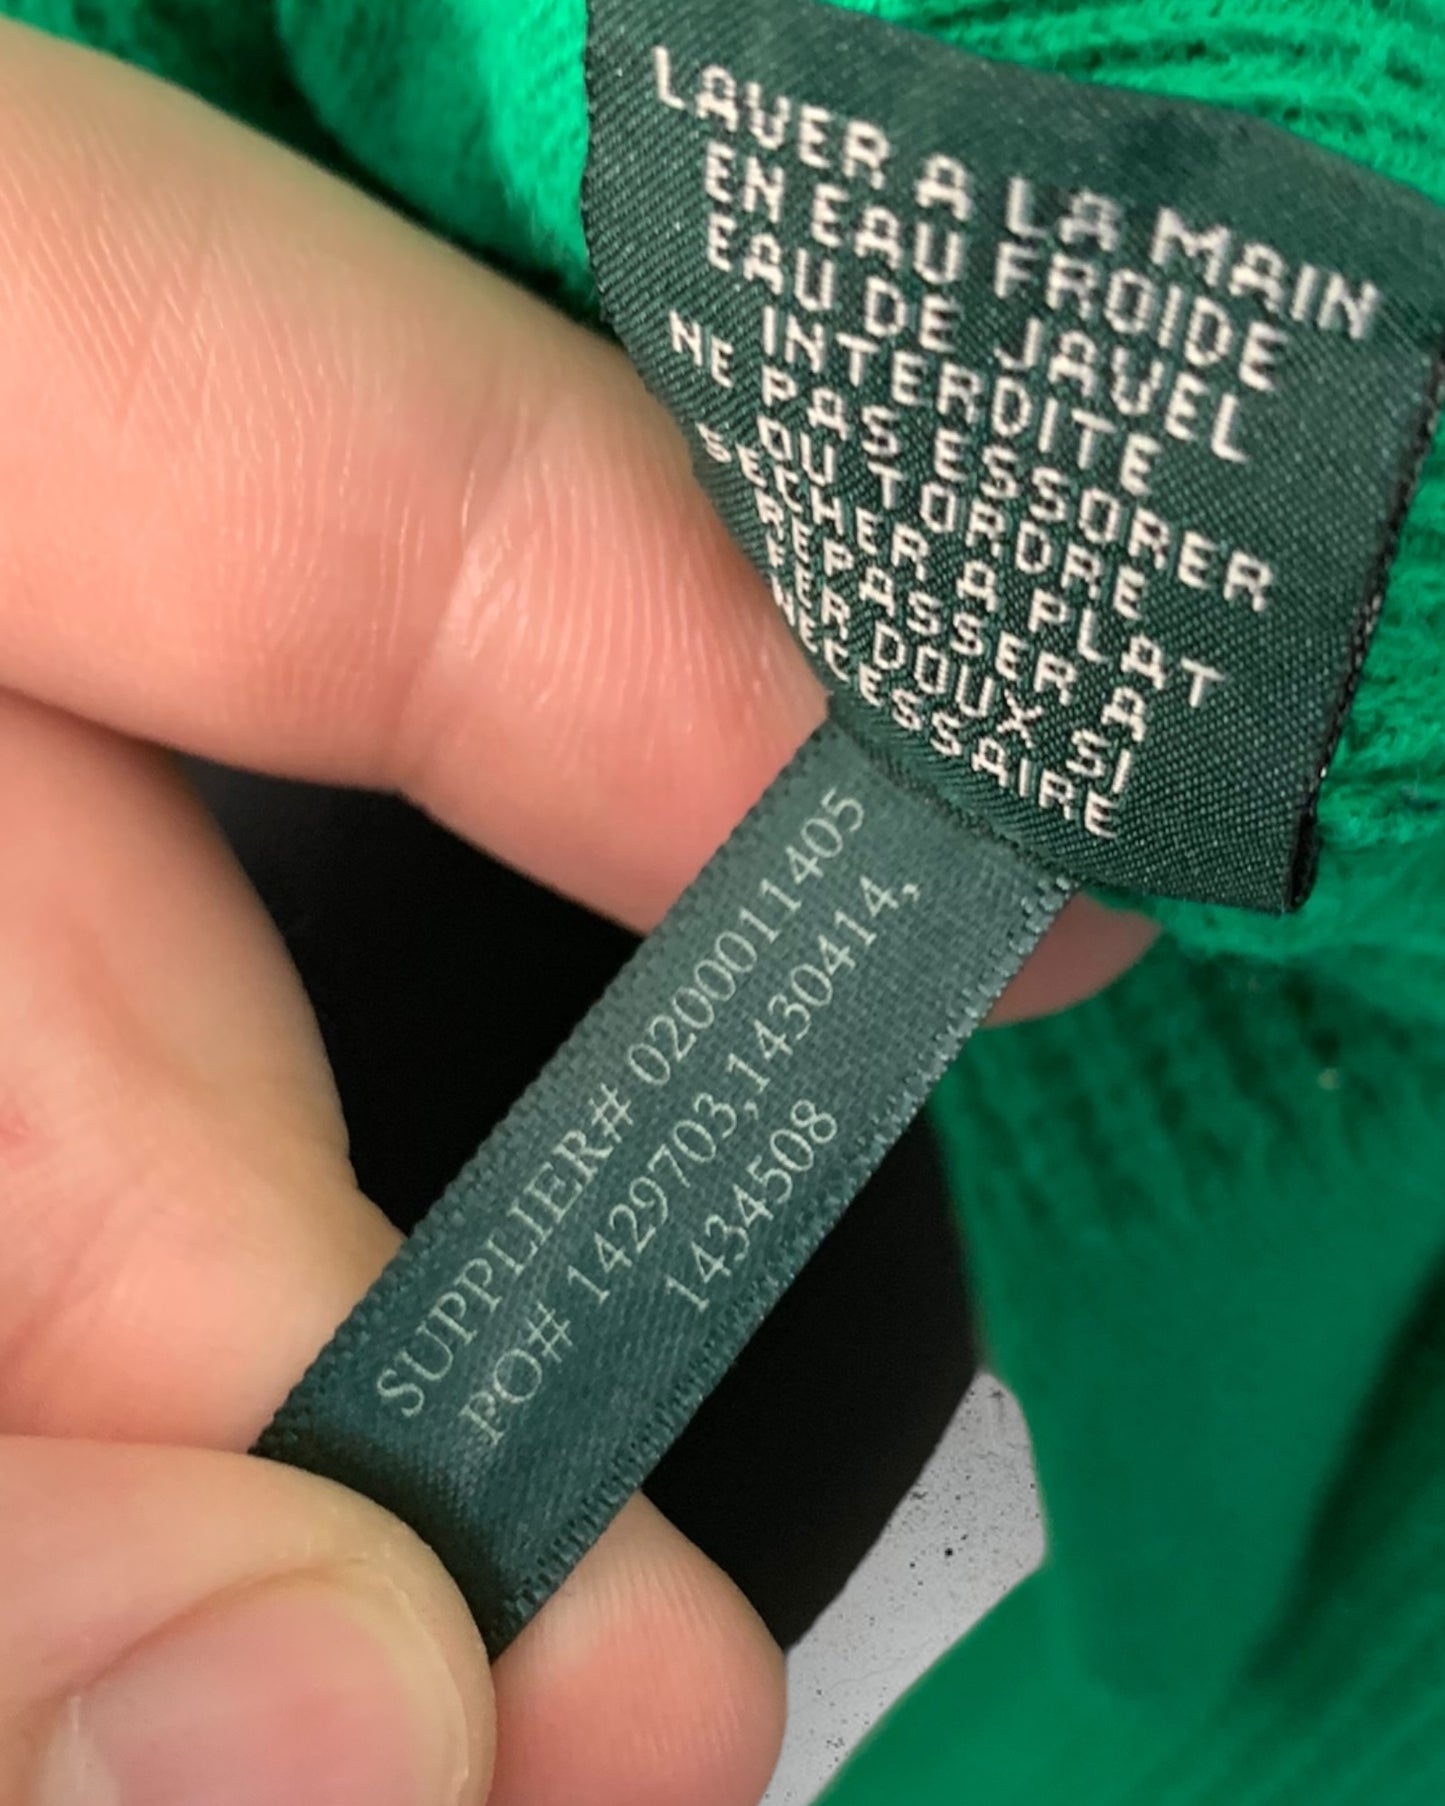 LAVER A LA MAIN
EN EAU FROIDE
EAU DE JAVEL
INTERDITE
NE PAS ESSORER
OU TORDRE
SECHER A PLAT
REPASSER A
FER DOUX SI
NECESSAIRE
SUPPLIER# 0200011405
PO# 1429703,1430414,
1434508